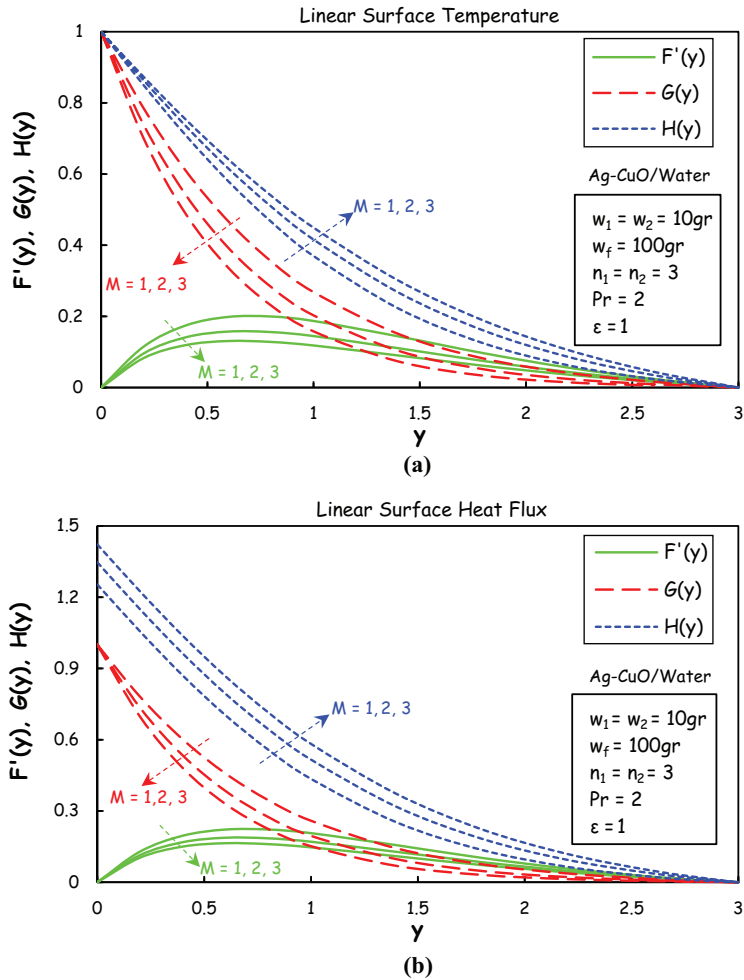 Linear Surface Temperature
F'(y), G(y), H(y)
1
0.8
0.6
0.4
0.2
0
0
0.5
1
1.5
2
2.5
3
y
F'(y)
G(y)
H(y)
Ag-CuO/Water
w₁ = w₂ = 10gr
w_f = 100gr
n₁ = n₂ = 3
Pr = 2
ε = 1
M = 1, 2, 3
M = 1, 2, 3
M = 1, 2, 3
(a)
Linear Surface Heat Flux
F'(y), G(y), H(y)
1.5
1.2
0.9
0.6
0.3
0
0
0.5
1
1.5
2
2.5
3
y
F'(y)
G(y)
H(y)
Ag-CuO/Water
w₁ = w₂ = 10gr
w_f = 100gr
n₁ = n₂ = 3
Pr = 2
ε = 1
M = 1,2, 3
M = 1,2, 3
M = 1,2, 3
(b)